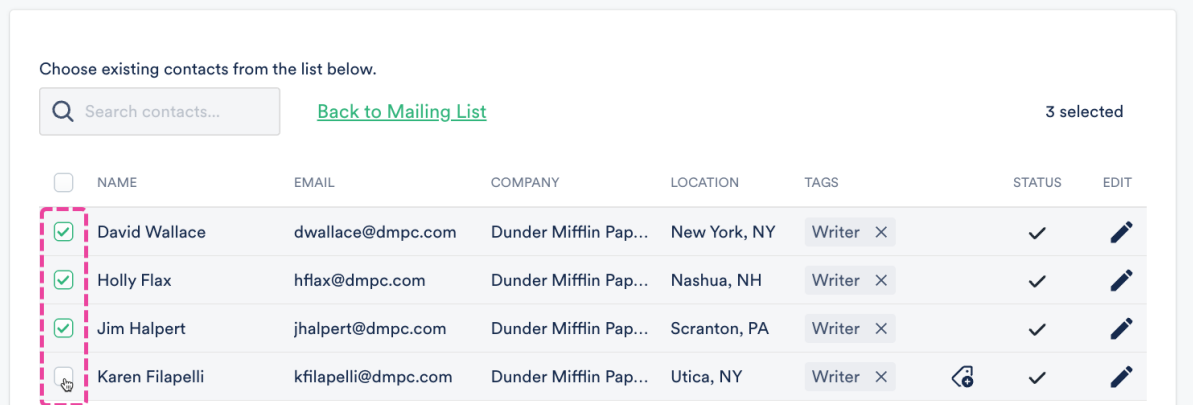 Choose existing contacts from the list below.
Search contacts... Back to Mailing List 3 selected
NAME EMAIL COMPANY LOCATION TAGS STATUS EDIT
David Wallace dwallace@dmpc.com Dunder Mifflin Pap... New York, NY Writer
Holly Flax hflax@dmpc.com Dunder Mifflin Pap... Nashua, NH Writer
Jim Halpert jhalpert@dmpc.com Dunder Mifflin Pap... Scranton, PA Writer
Karen Filapelli kfilapelli@dmpc.com Dunder Mifflin Pap... Utica, NY Writer